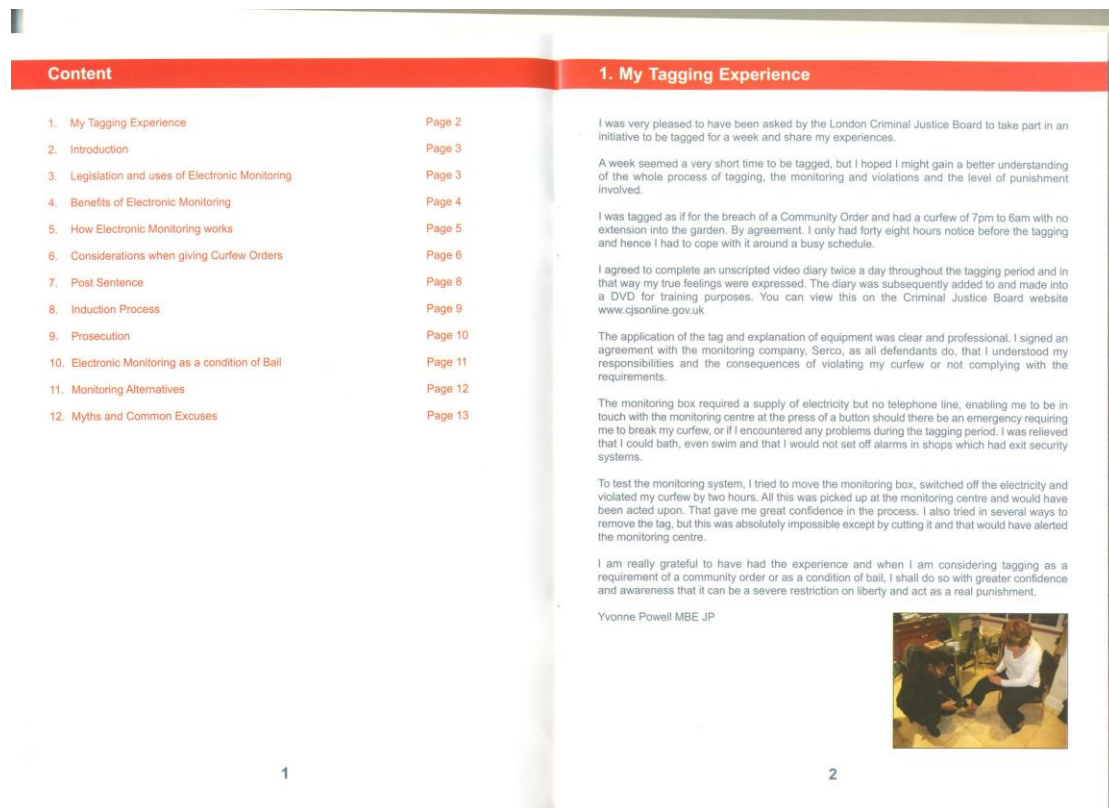 Content
1. My Tagging Experience Page 2
2. Introduction Page 3
3. Legislation and uses of Electronic Monitoring Page 3
4. Benefits of Electronic Monitoring Page 4
5. How Electronic Monitoring works Page 5
6. Considerations when giving Curfew Orders Page 6
7. Post Sentence Page 8
8. Induction Process Page 9
9. Prosecution Page 10
10. Electronic Monitoring as a condition of Bail Page 11
11. Monitoring Alternatives Page 12
12. Myths and Common Excuses Page 13
1
1. My Tagging Experience
I was very pleased to have been asked by the London Criminal Justice Board to take part in an
initiative to be tagged for a week and share my experiences.
A week seemed a very short time to be tagged, but I hoped I might gain a better understanding
of the whole process of tagging, the monitoring and violations and the level of punishment
involved.
I was tagged as if for the breach of a Community Order and had a curfew of 7pm to 6am with no
extension into the garden. By agreement. I only had forty eight hours notice before the tagging
and hence I had to cope with it around a busy schedule.
I agreed to complete an unscripted video diary twice a day throughout the tagging period and in
that way my true feelings were expressed. The diary was subsequently added to and made into
a DVD for training purposes. You can view this on the Criminal Justice Board website
www.cjsonline.gov.uk
The application of the tag and explanation of equipment was clear and professional. I signed an
agreement with the monitoring company, Serco, as all defendants do, that I understood my
responsibilities and the consequences of violating my curfew or not complying with the
requirements.
The monitoring box required a supply of electricity but no telephone line, enabling me to be in
touch with the monitoring centre at the press of a button should there be an emergency requiring
me to break my curfew, or if I encountered any problems during the tagging period. I was relieved
that I could bath, even swim and that I would not set off alarms in shops which had exit security
systems.
To test the monitoring system, I tried to move the monitoring box, switched off the electricity and
violated my curfew by two hours. All this was picked up at the monitoring centre and would have
been acted upon. That gave me great confidence in the process. I also tried in several ways to
remove the tag, but this was absolutely impossible except by cutting it and that would have alerted
the monitoring centre.
I am really grateful to have had the experience and when I am considering tagging as a
requirement of a community order or as a condition of bail, I shall do so with greater confidence
and awareness that it can be a severe restriction on liberty and act as a real punishment.
Yvonne Powell MBE JP
2